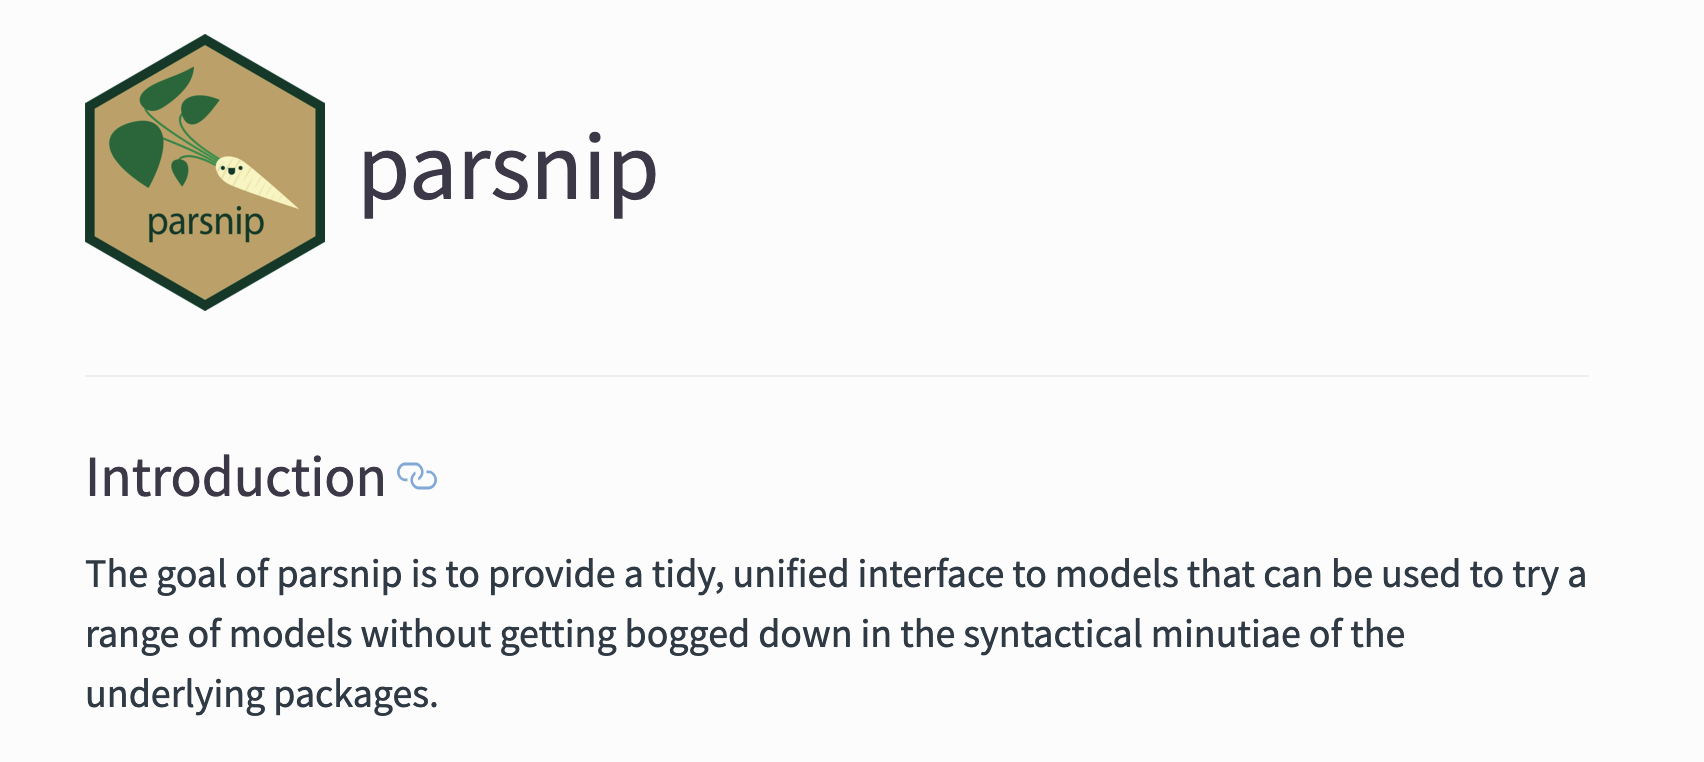 parsnip
parsnip
Introduction
The goal of parsnip is to provide a tidy, unified interface to models that can be used to try a
range of models without getting bogged down in the syntactical minutiae of the
underlying packages.